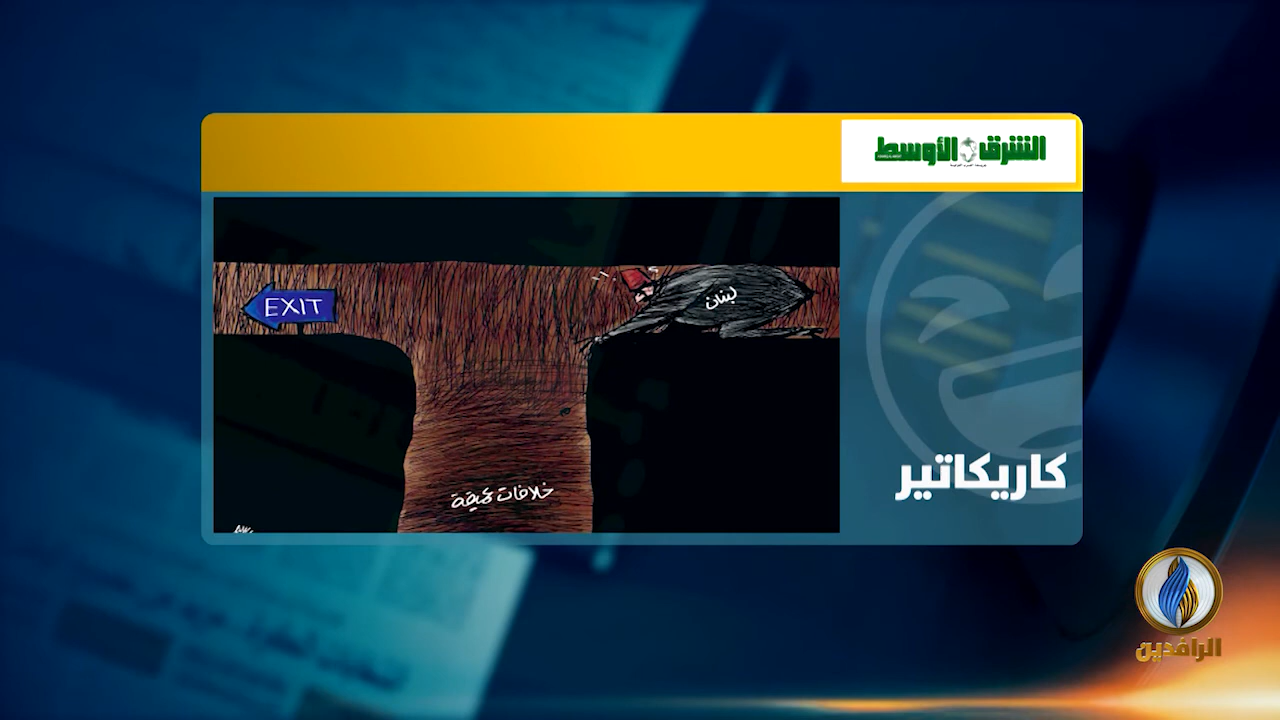 الشرق الأوسط
EXIT
لبنان
خلافات عميقة
كاريكاتير
الرافدين